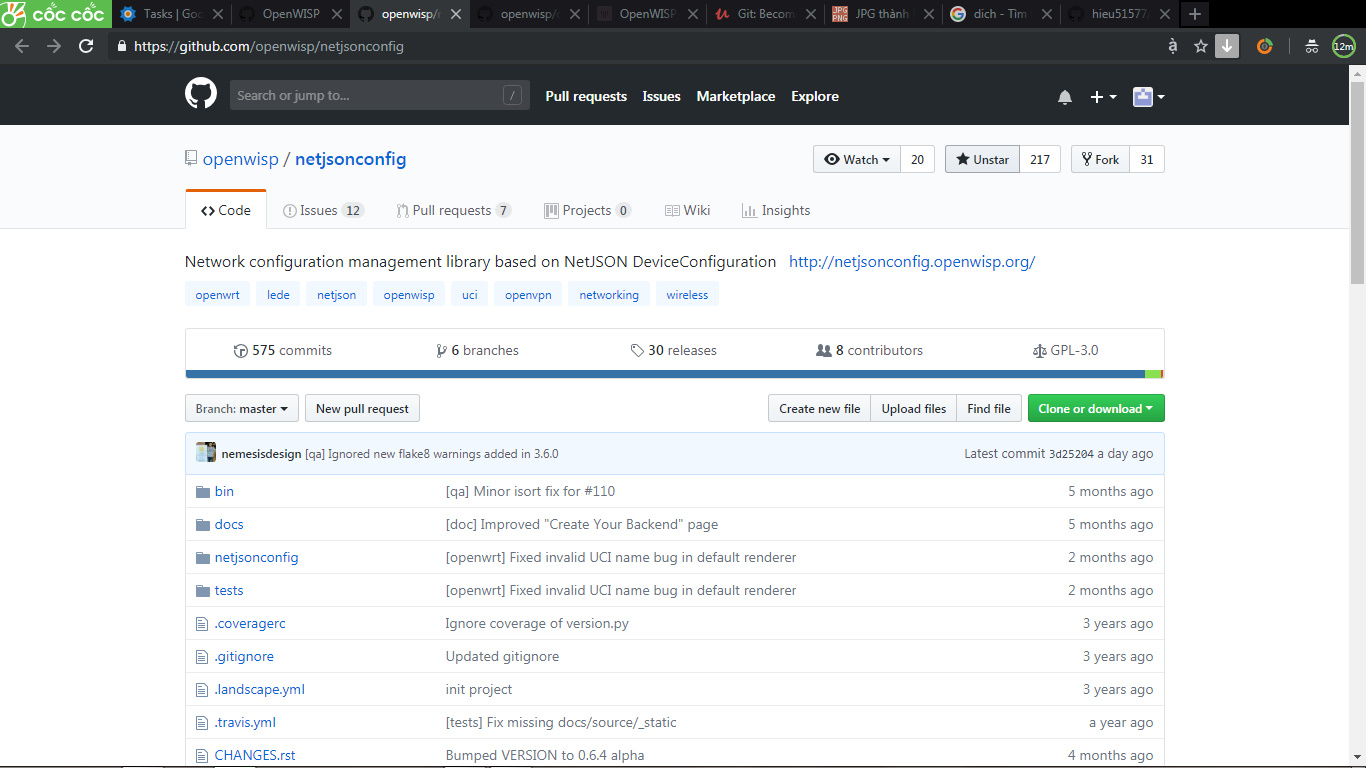 cốc cốc Tasks | Goo OpenWISP openwisp/n openwisp/ OpenWISP Git: Becom JPG PNG JPG thành dich - Tìm hieu51577
https://github.com/openwisp/netjsonconfig 12m
Search or jump to... / Pull requests Issues Marketplace Explore
openwisp / netjsonconfig Watch 20 Unstar 217 Fork 31
Code Issues 12 Pull requests 7 Projects 0 Wiki Insights
Network configuration management library based on NetJSON DeviceConfiguration http://netjsonconfig.openwisp.org/
openwrt lede netjson openwisp uci openvpn networking wireless
575 commits 6 branches 30 releases 8 contributors GPL-3.0
Branch: master New pull request Create new file Upload files Find file Clone or download
nemesisdesign [qa] Ignored new flake8 warnings added in 3.6.0 Latest commit 3d25204 a day ago
bin [qa] Minor isort fix for #110 5 months ago
docs [doc] Improved "Create Your Backend" page 5 months ago
netjsonconfig [openwrt] Fixed invalid UCI name bug in default renderer 2 months ago
tests [openwrt] Fixed invalid UCI name bug in default renderer 2 months ago
.coveragerc Ignore coverage of version.py 3 years ago
.gitignore Updated gitignore 3 years ago
.landscape.yml init project 3 years ago
.travis.yml [tests] Fix missing docs/source/_static a year ago
CHANGES.rst Bumped VERSION to 0.6.4 alpha 4 months ago